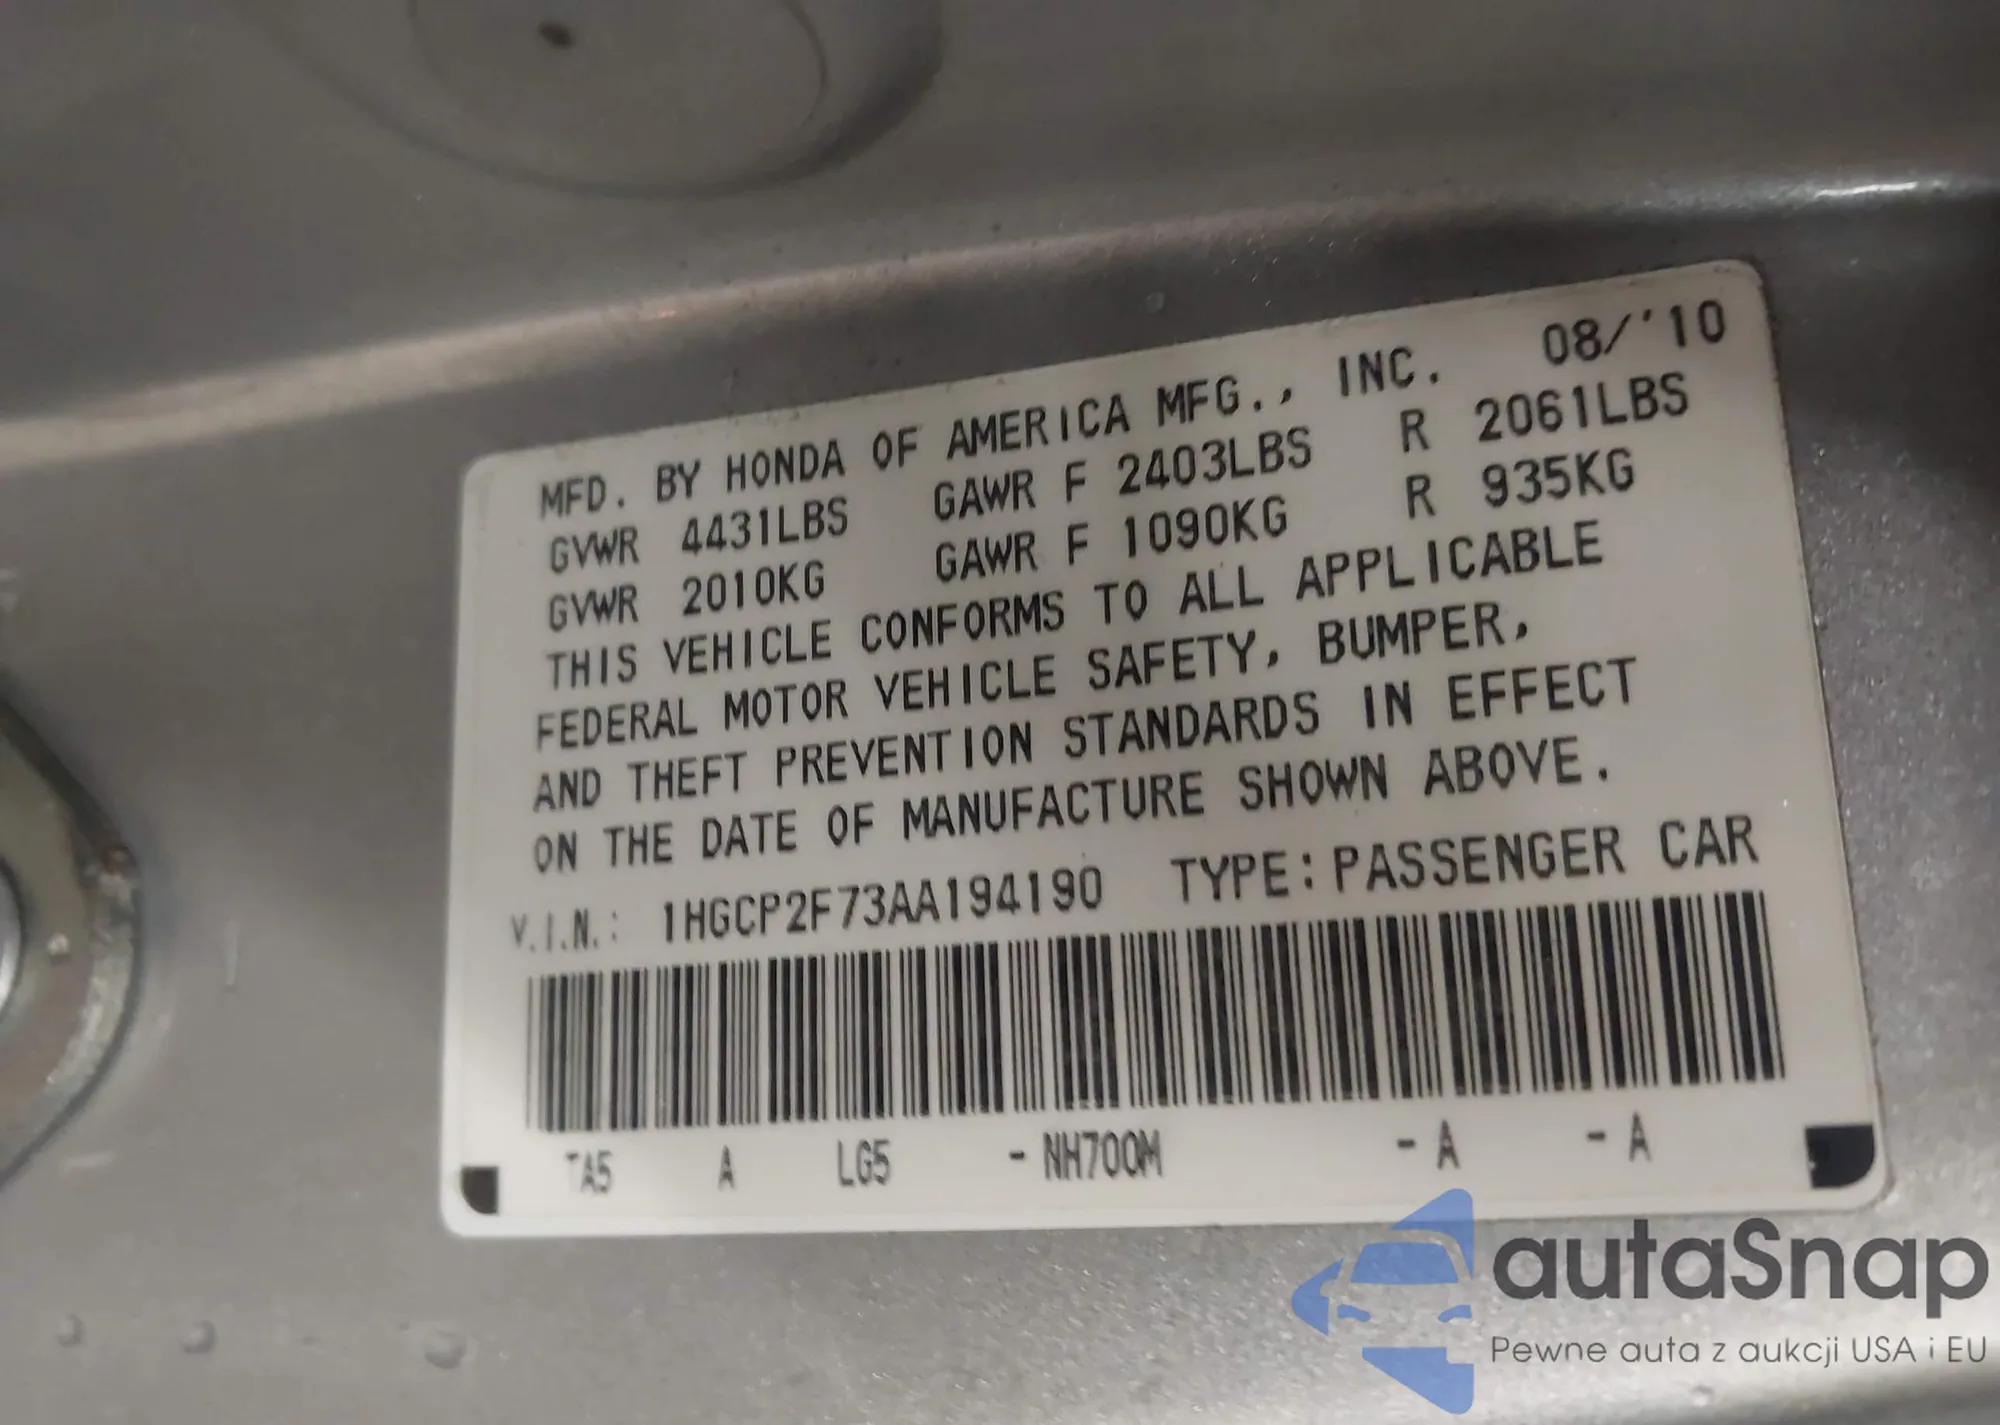 MFD. BY HONDA OF AMERICA MFG., INC. 08/'10
GVWR 4431LBS GAWR F 2403LBS R 2061LBS
GVWR 2010KG GAWR F 1090KG R 935KG
THIS VEHICLE CONFORMS TO ALL APPLICABLE
FEDERAL MOTOR VEHICLE SAFETY, BUMPER,
AND THEFT PREVENTION STANDARDS IN EFFECT
ON THE DATE OF MANUFACTURE SHOWN ABOVE.
V.I.N.: 1HGCP2F73AA194190 TYPE:PASSENGER CAR
TA5 A LG5 -NH700M -A -A
autaSnap
Pewne auta z aukcji USA i EU